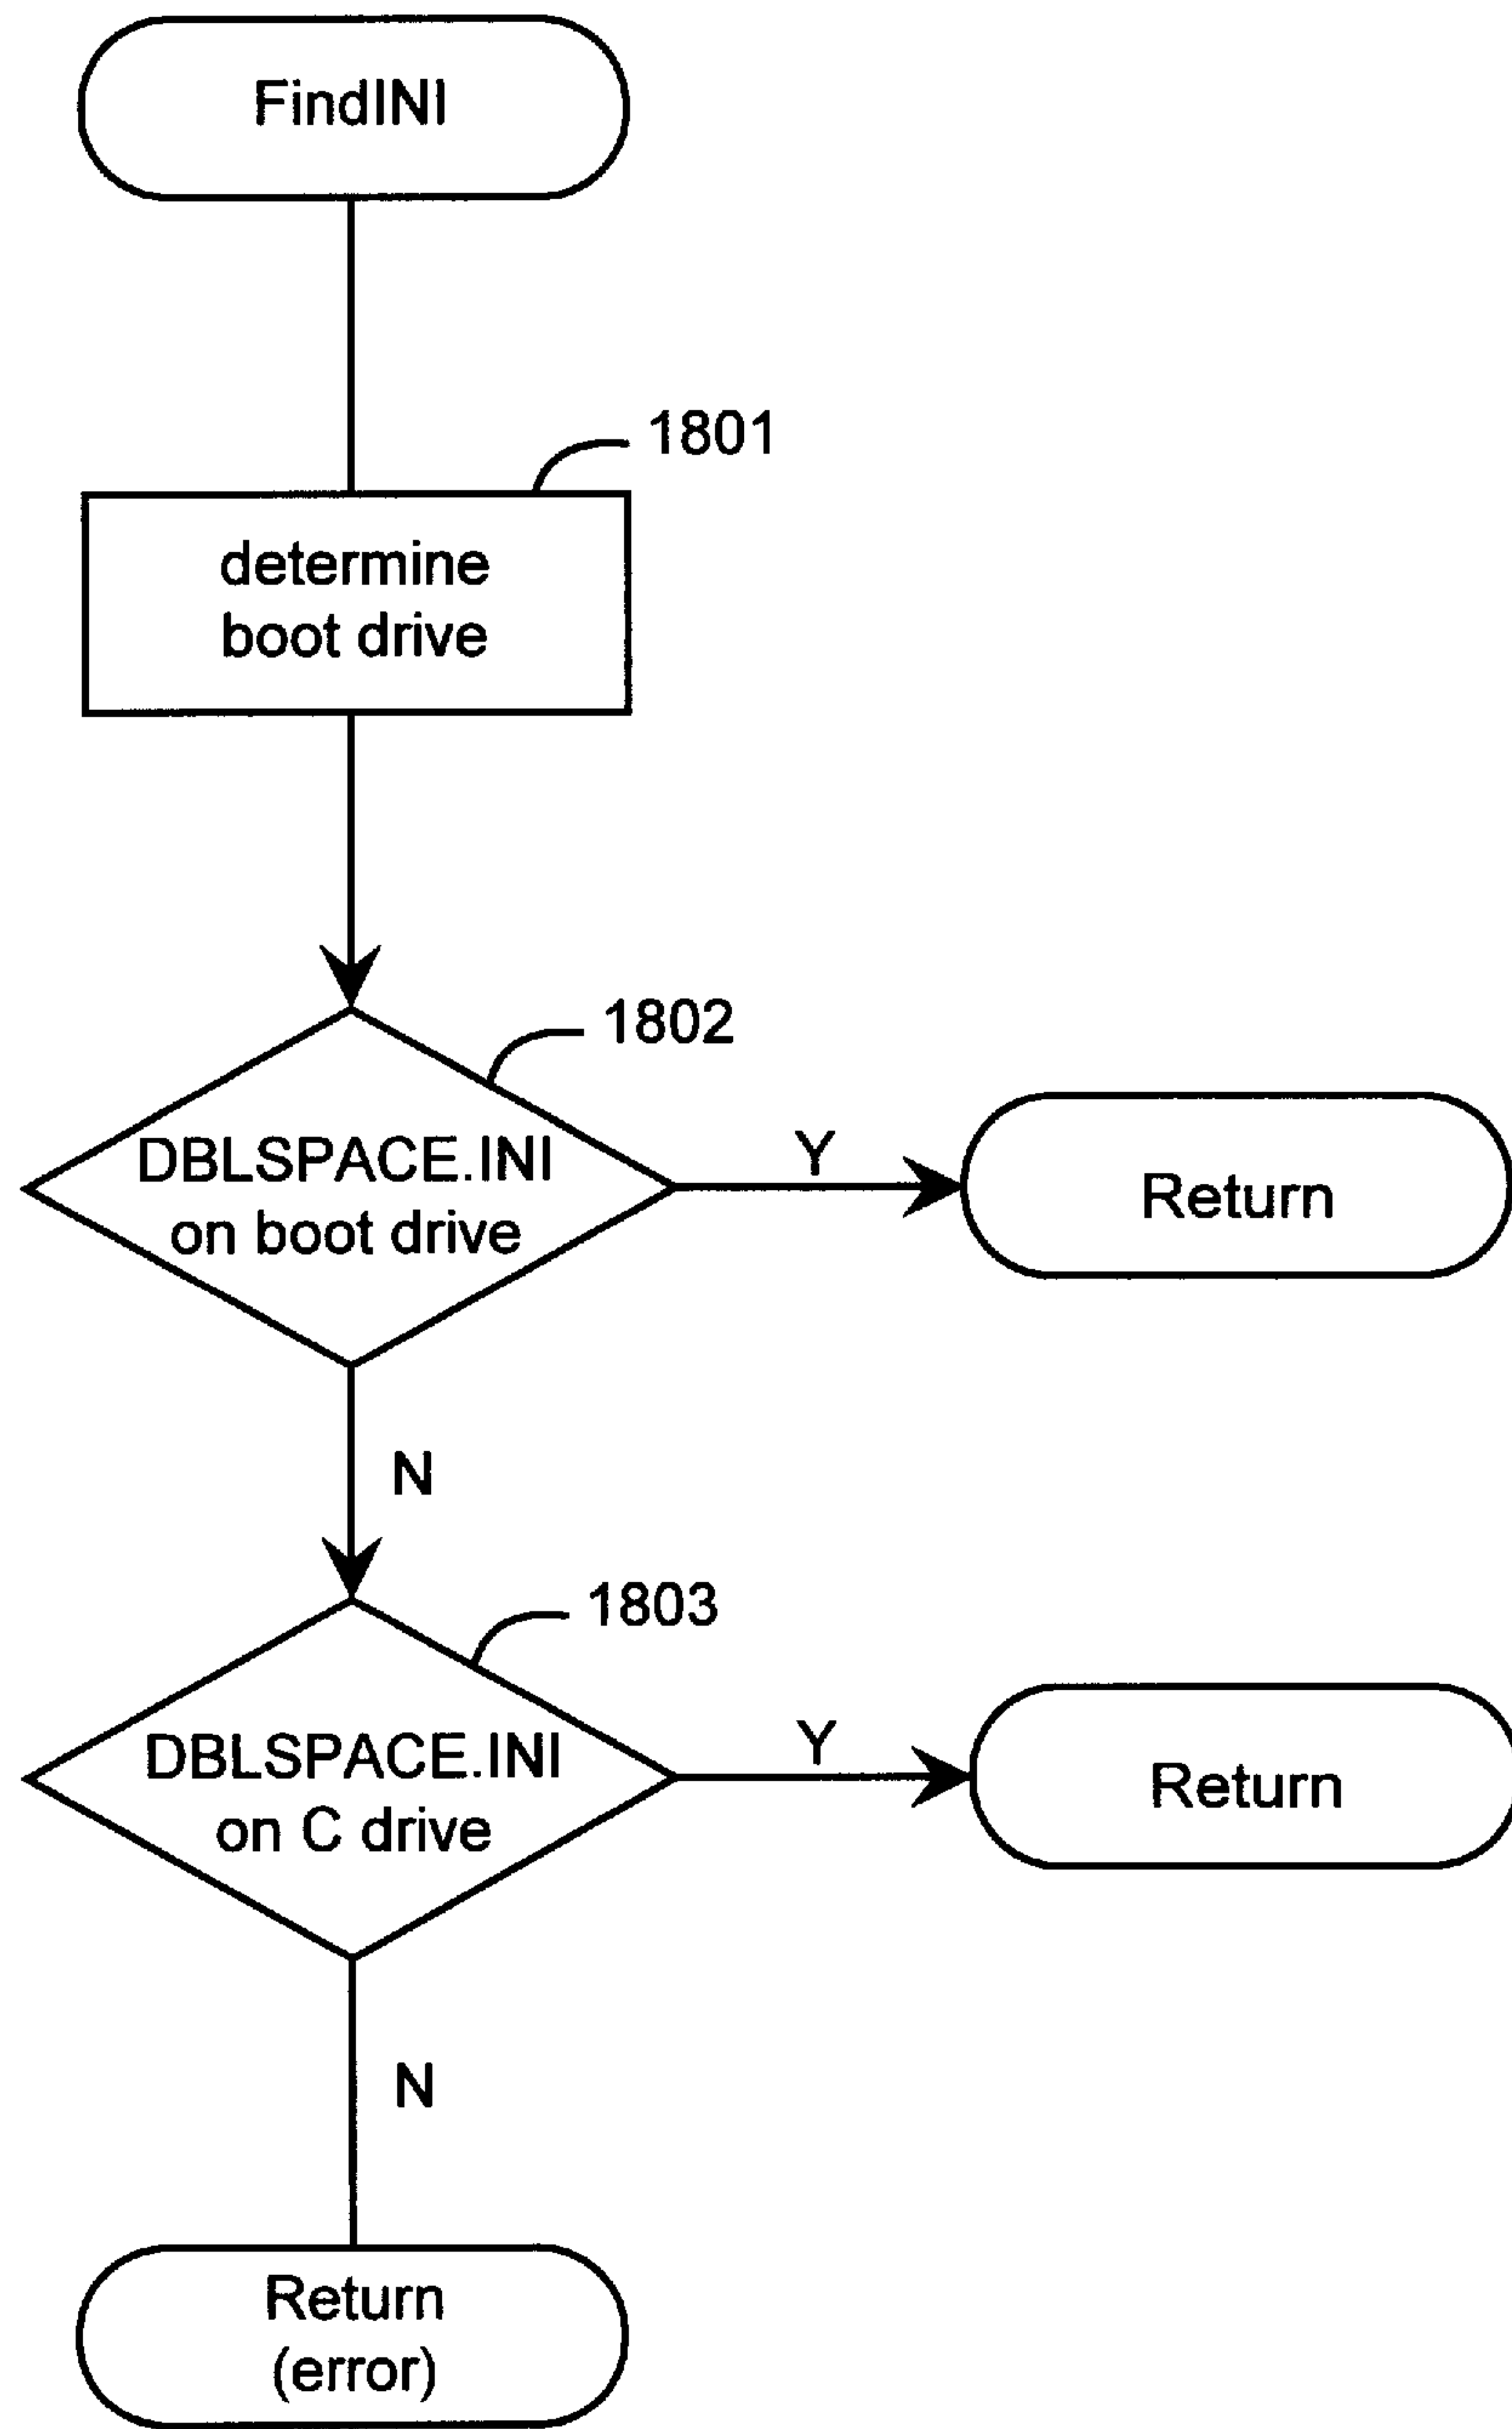 FindINI
1801
determine
boot drive
1802
DBLSPACE.INI
on boot drive
Y
Return
N
1803
DBLSPACE.INI
on C drive
Y
Return
N
Return
(error)